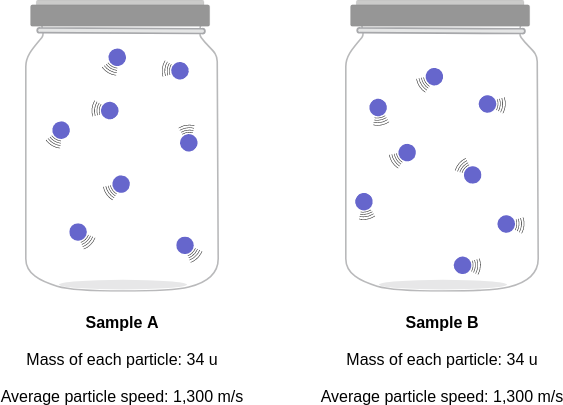 Sample A
Mass of each particle: 34 u
Average particle speed: 1,300 m/s
Sample B
Mass of each particle: 34 u
Average particle speed: 1,300 m/s